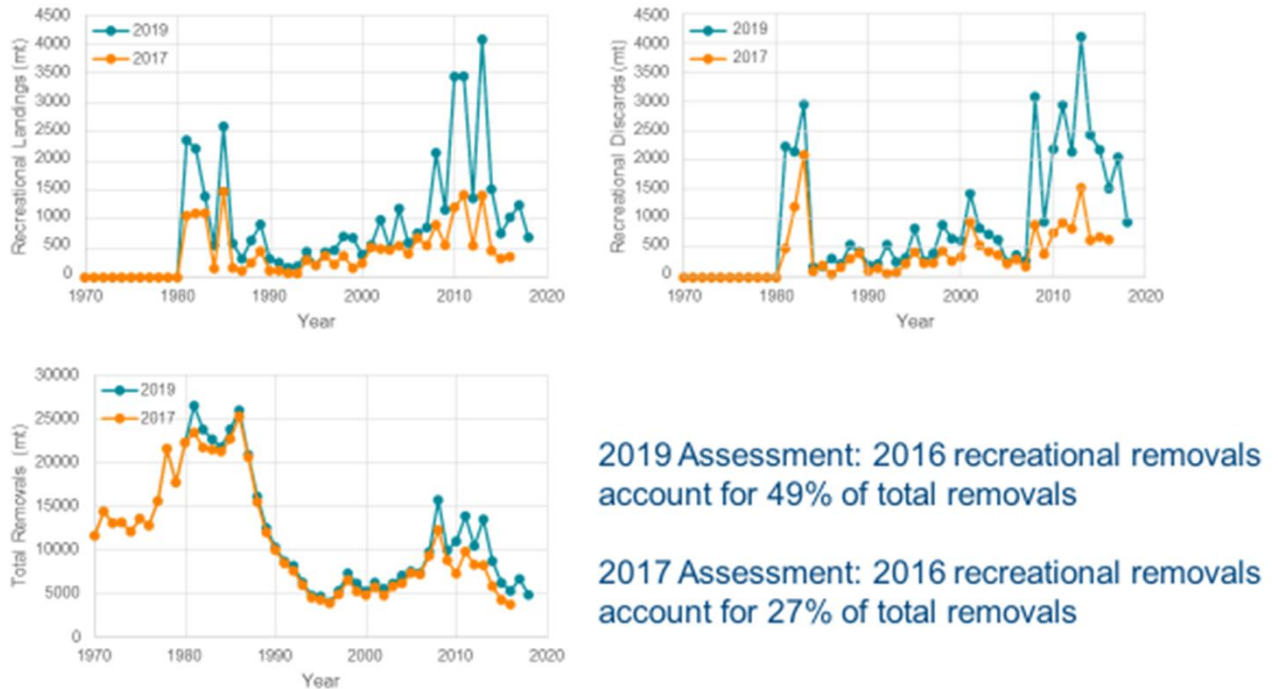 4500
4000
3500
3000
2500
2000
1500
1000
500
0
Recreational Landings (mt)
2019
2017
1970 1980 1990 2000 2010 2020
Year
4500
4000
3500
3000
2500
2000
1500
1000
500
0
Recreational Discards (mt)
2019
2017
1970 1980 1990 2000 2010 2020
Year
30000
25000
20000
15000
10000
5000
0
Total Removals (mt)
2019
2017
1970 1980 1990 2000 2010 2020
Year
2019 Assessment: 2016 recreational removals
account for 49% of total removals
2017 Assessment: 2016 recreational removals
account for 27% of total removals